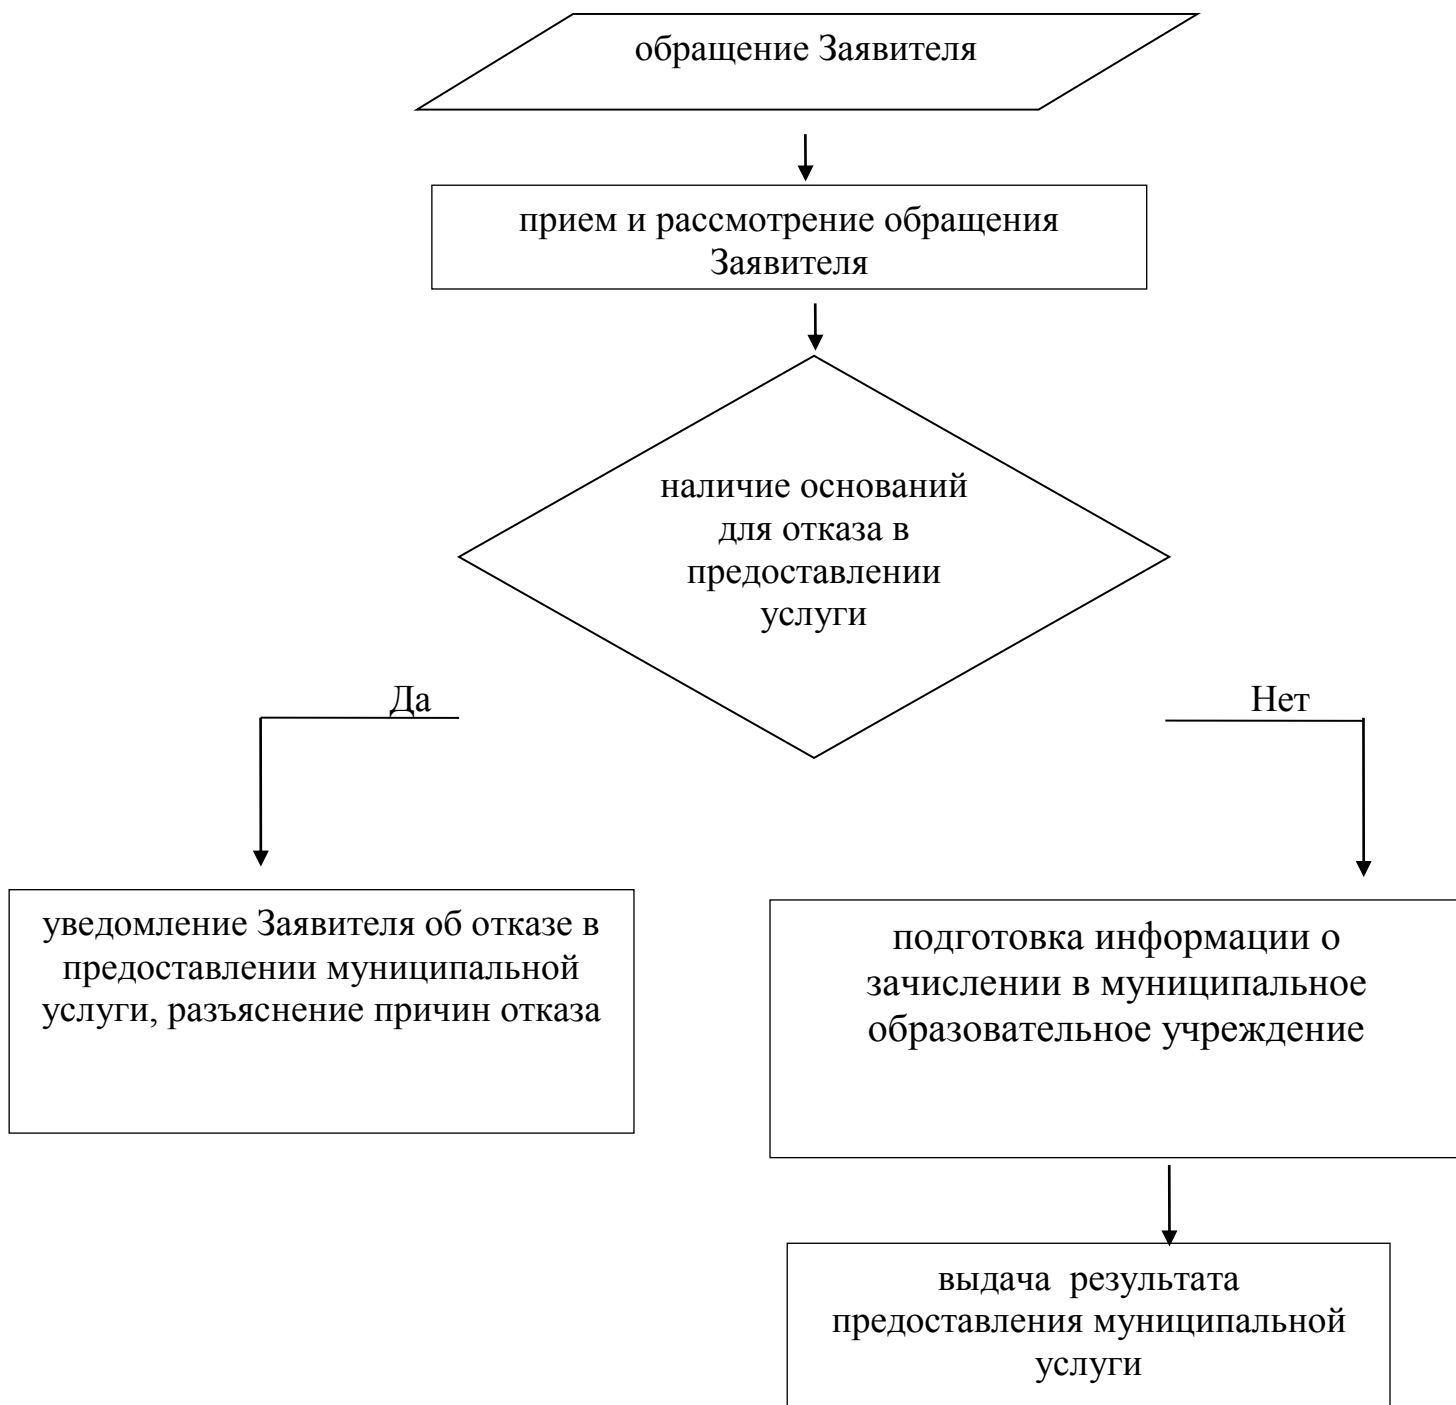 обращение Заявителя
прием и рассмотрение обращения
Заявителя
наличие оснований
для отказа в
предоставлении
услуги
Да
Нет
уведомление Заявителя об отказе в
предоставлении муниципальной
услуги, разъяснение причин отказа
подготовка информации о
зачислении в муниципальное
образовательное учреждение
выдача  результата
предоставления муниципальной
услуги